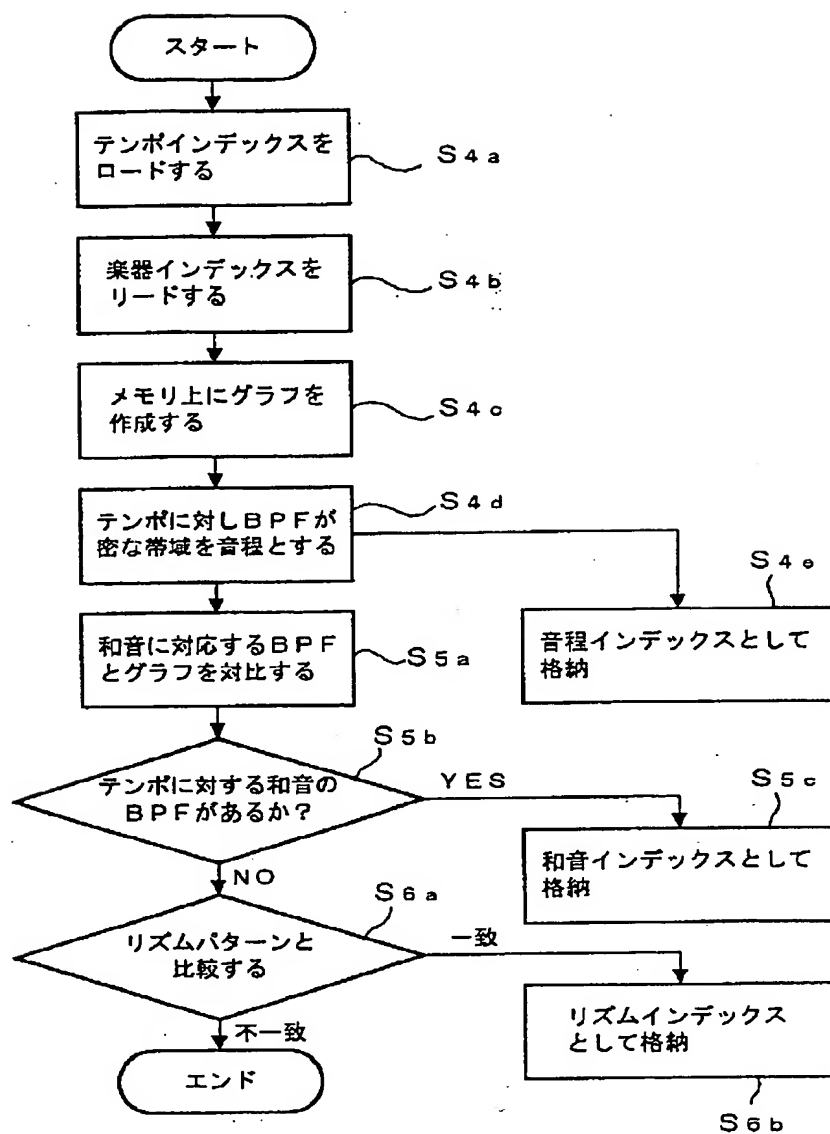 スタート
テンポインデックスを
ロードする
S4a
楽器インデックスを
リードする
S4b
メモリ上にグラフを
作成する
S4c
S4d
テンポに対しBPFが
密な帯域を音程とする
S4e
音程インデックスとして
格納
和音に対応するBPF
とグラフを対比する
S5a
S5b
テンポに対する和音の
BPFがあるか?
YES
S5c
和音インデックスとして
格納
NO
S6a
リズムパターンと
比較する
一致
リズムインデックス
として格納
不一致
エンド
S6b